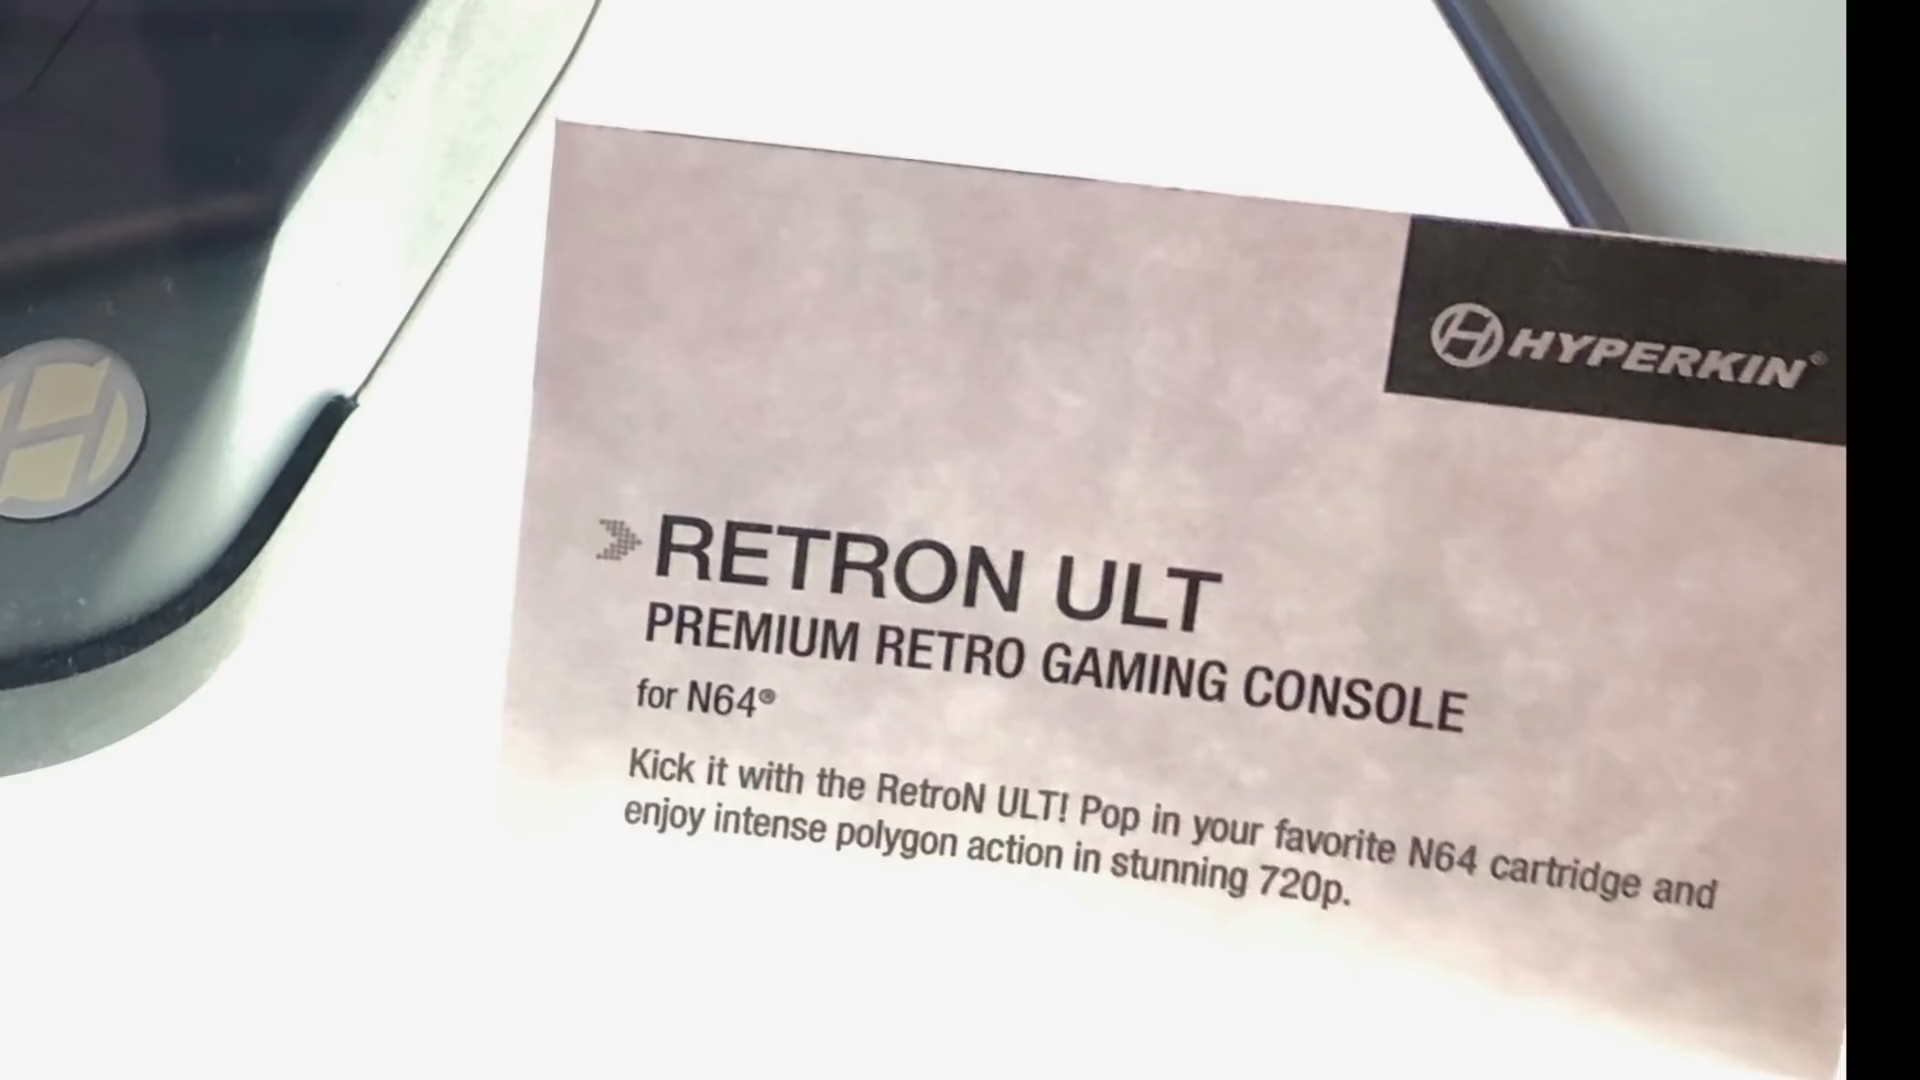 HYPERKIN®
RETRON ULT
PREMIUM RETRO GAMING CONSOLE
for N64®
Kick it with the RetroN ULT! Pop in your favorite N64 cartridge and
enjoy intense polygon action in stunning 720p.